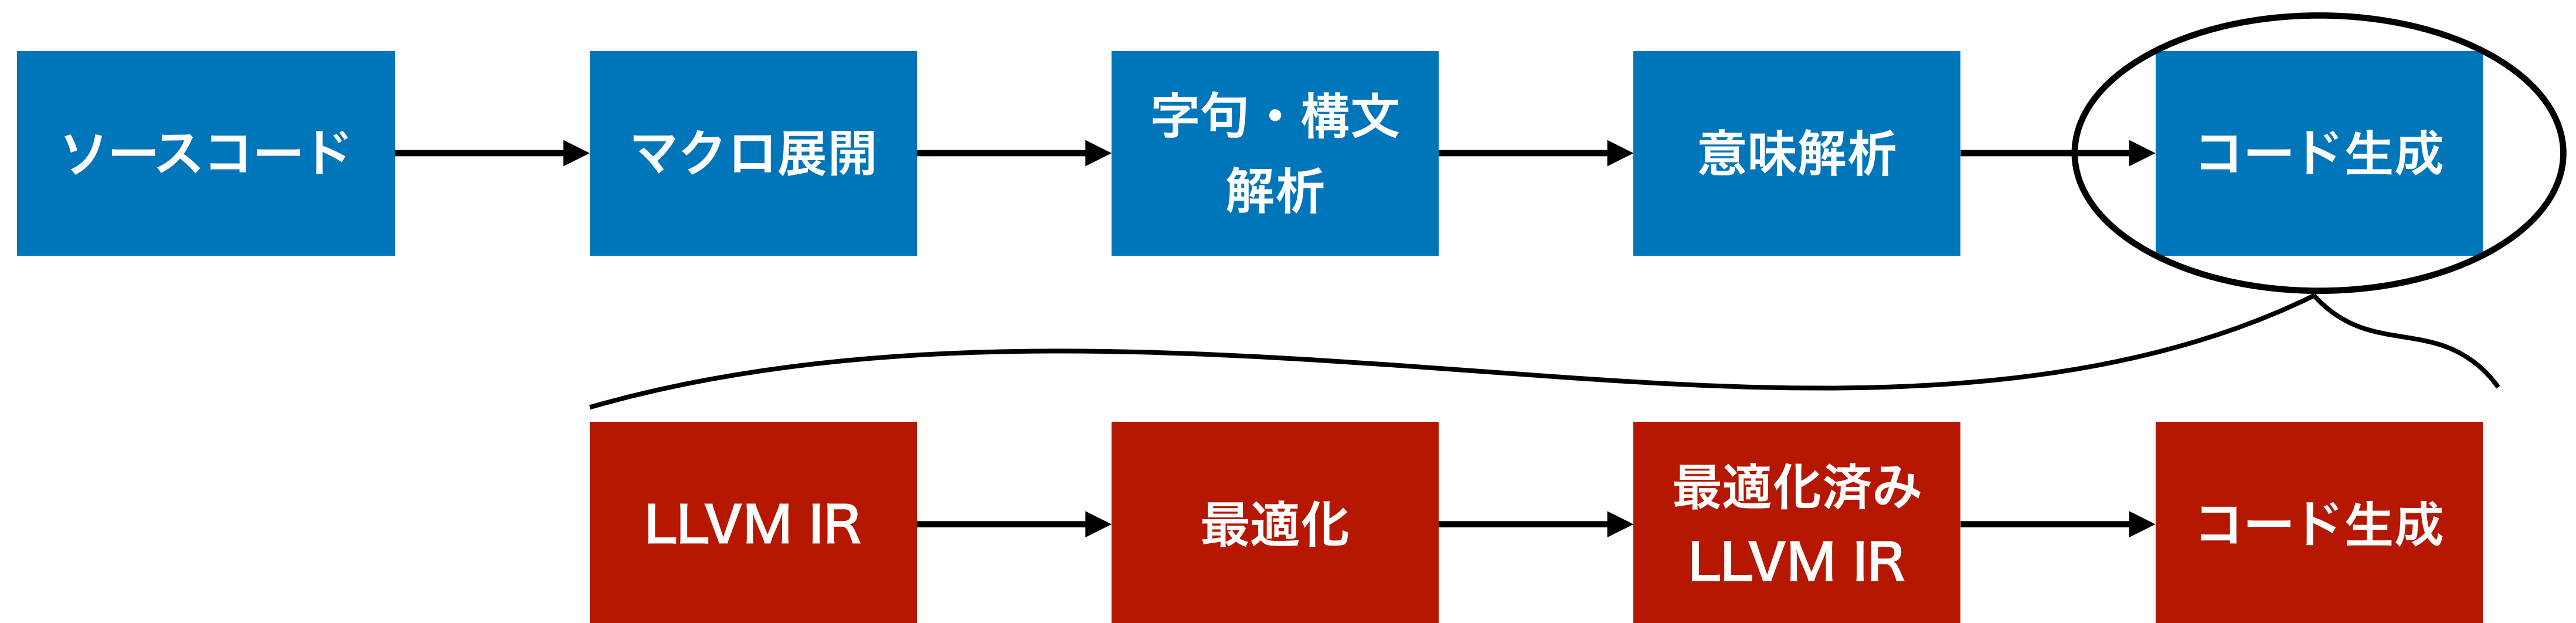 ソースコード
マクロ展開
字句・構文
解析
意味解析
コード生成
LLVM IR
最適化
最適化済み
LLVM IR
コード生成